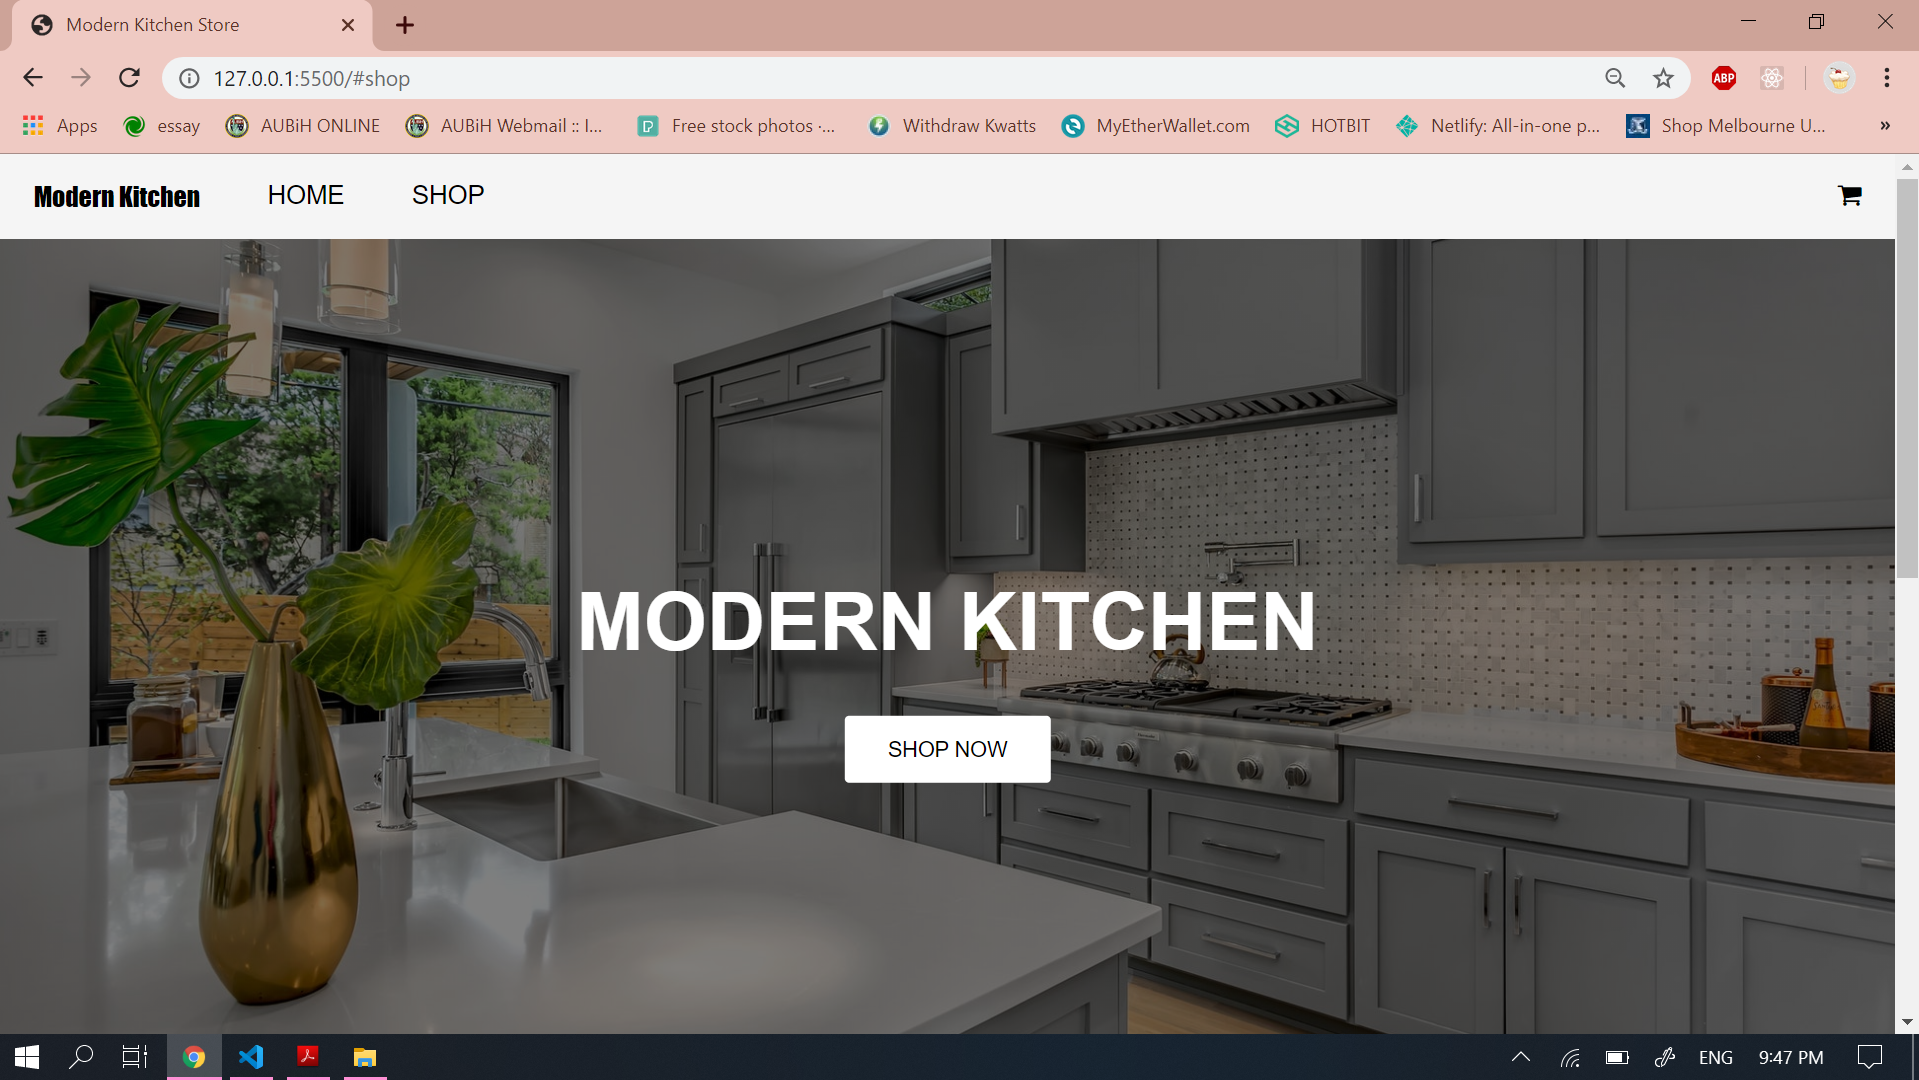 Modern Kitchen Store
127.0.0.1:5500/#shop
ABP
Apps
essay
AUBiH ONLINE
AUBiH Webmail :: I...
Free stock photos ·...
Withdraw Kwatts
MyEtherWallet.com
HOTBIT
Netlify: All-in-one p...
Shop Melbourne U...
»
Modern Kitchen
HOME
SHOP
MODERN KITCHEN
SHOP NOW
ENG
9:47 PM